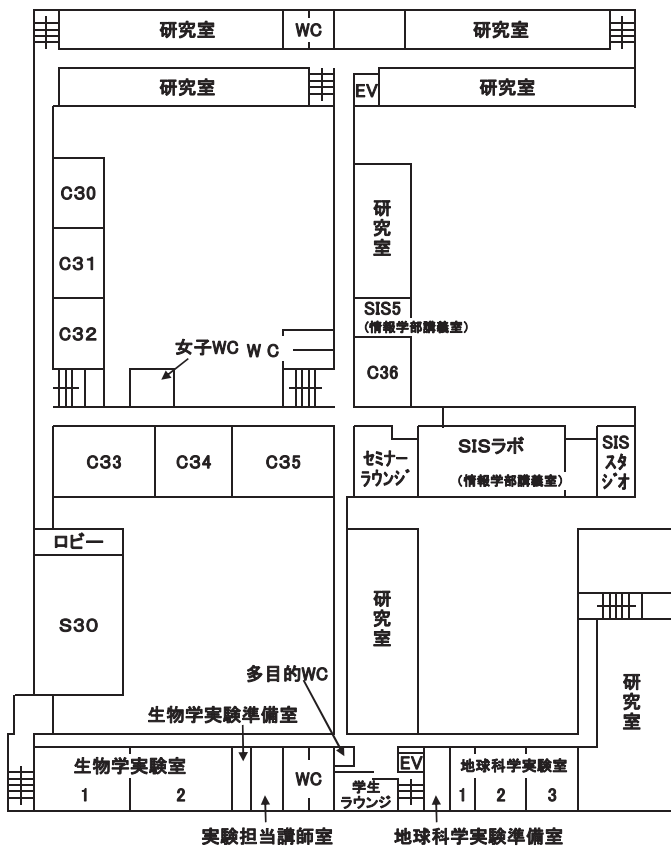 研究室
WC
研究室
研究室
EV
研究室
C30
C31
C32
研究室
SIS5
(情報学部講義室)
女子WC
WC
C36
C33
C34
C35
セミナー
ラウンジ
SISラボ
(情報学部講義室)
SIS
スタ
ジオ
ロビー
S30
研究室
研究室
多目的WC
生物学実験準備室
生物学実験室
1
2
WC
学生
ラウンジ
EV
地球科学実験室
1
2
3
実験担当講師室
地球科学実験準備室